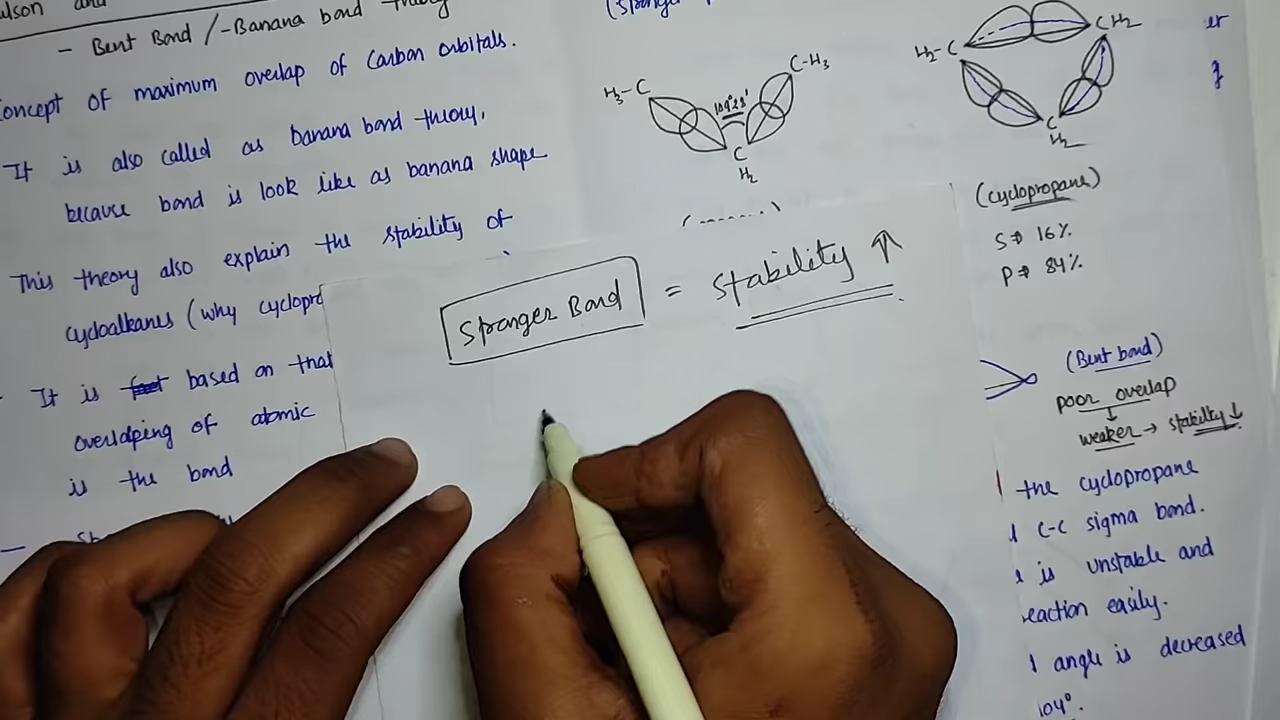 and
- Bent Bond /-Banana bond theory
Concept of maximum overlap of Carbon orbitals.
It is also called as banana bond theory.
because bond is look like as banana shape
This theory also explain the stability of
cycloalkanes (why cyclopro
It is based on that
overlaping of atomic
is the bond
H₃-C
C-H₃
109°28'
C
H₂
H₂-C
CH₂
C
H₂
(cyclopropane)
S ⇒ 16%
P ⇒ 84%
Stronger Bond = Stability ↑
(Bent bond)
poor overlap
↓
weaker → stability ↓
the cyclopropane
C-C sigma bond.
is unstable and
reaction easily.
angle is decreased
104°.